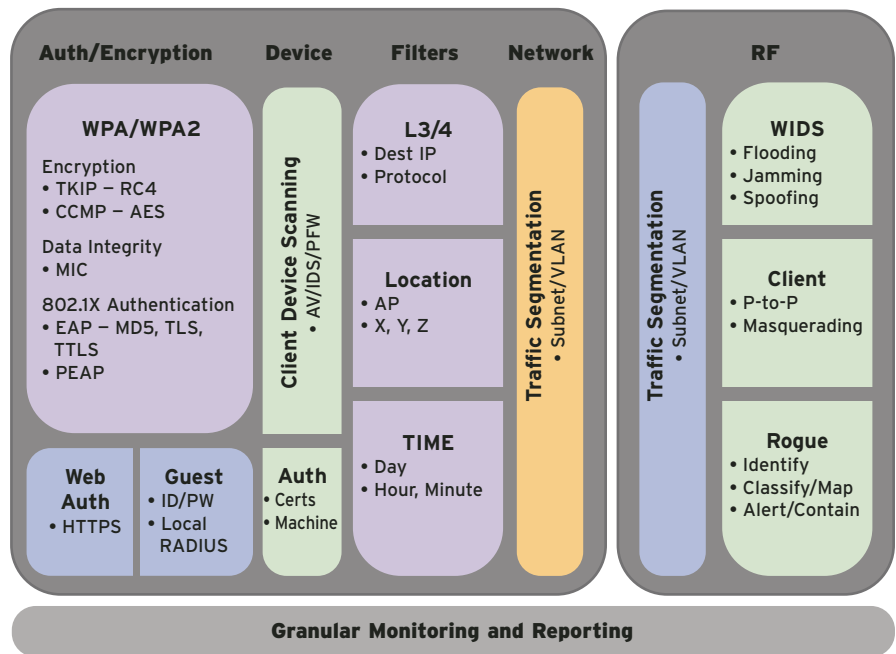 Auth/Encryption
Device
Filters
Network
RF
WPA/WPA2
Encryption
• TKIP – RC4
• CCMP – AES
Data Integrity
• MIC
802.1X Authentication
• EAP – MD5, TLS,
TTLS
• PEAP
Web
Auth
• HTTPS
Guest
• ID/PW
• Local
RADIUS
Client Device Scanning
• AV/IDS/PFW
Auth
• Certs
• Machine
L3/4
• Dest IP
• Protocol
Location
• AP
• X, Y, Z
TIME
• Day
• Hour, Minute
Traffic Segmentation
• Subnet/VLAN
Traffic Segmentation
• Subnet/VLAN
WIDS
• Flooding
• Jamming
• Spoofing
Client
• P-to-P
• Masquerading
Rogue
• Identify
• Classify/Map
• Alert/Contain
Granular Monitoring and Reporting